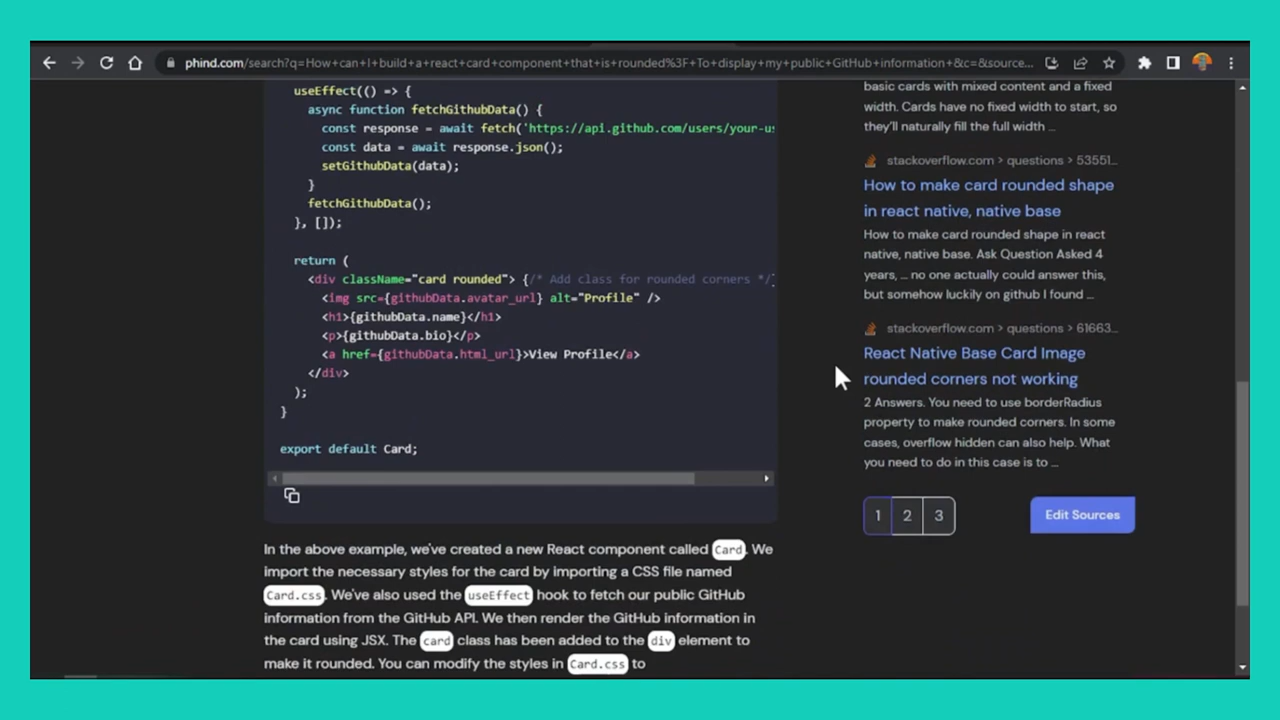 phind.com/search?q=How+can+I+build+a+react+card+component+that+is+rounded%3F+To+display+my+public+GitHub+information+&c=&source...
useEffect(() => {
async function fetchGithubData() {
const response = await fetch('https://api.github.com/users/your-us
const data = await response.json();
setGithubData(data);
}
fetchGithubData();
}, []);
return (
<div className="card rounded"> {/* Add class for rounded corners */}
<img src={githubData.avatar_url} alt="Profile" />
<h1>{githubData.name}</h1>
<p>{githubData.bio}</p>
<a href={githubData.html_url}>View Profile</a>
</div>
);
}
export default Card;
In the above example, we've created a new React component called Card. We
import the necessary styles for the card by importing a CSS file named
Card.css. We've also used the useEffect hook to fetch our public GitHub
information from the GitHub API. We then render the GitHub information in
the card using JSX. The card class has been added to the div element to
make it rounded. You can modify the styles in Card.css to
basic cards with mixed content and a fixed
width. Cards have no fixed width to start, so
they'll naturally fill the full width ...
stackoverflow.com > questions > 53551...
How to make card rounded shape
in react native, native base
How to make card rounded shape in react
native, native base. Ask Question Asked 4
years, ... no one actually could answer this,
but somehow luckily on github I found ...
stackoverflow.com > questions > 61663...
React Native Base Card Image
rounded corners not working
2 Answers. You need to use borderRadius
property to make rounded corners. In some
cases, overflow hidden can also help. What
you need to do in this case is to ...
1 2 3
Edit Sources